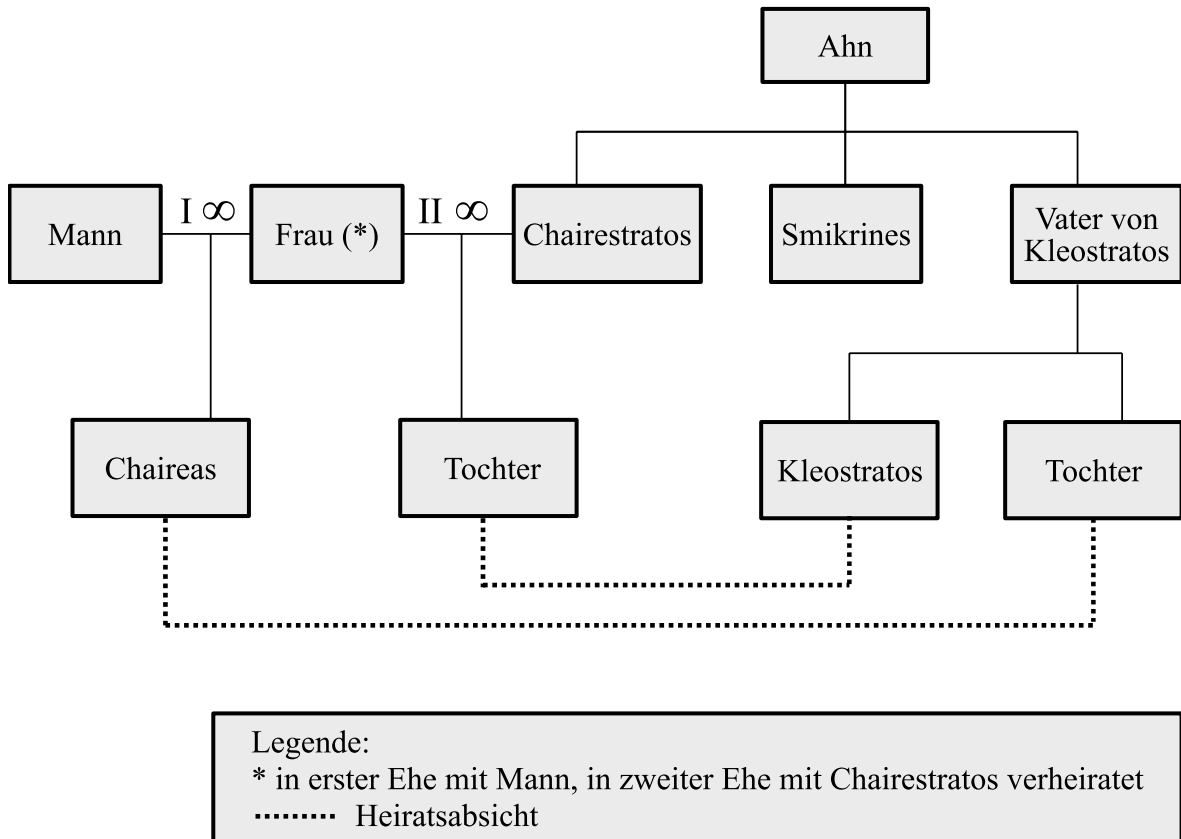 Ahn
Mann
I ∞
Frau (*)
II ∞
Chairestratos
Smikrines
Vater von
Kleostratos
Chaireas
Tochter
Kleostratos
Tochter
Legende:
* in erster Ehe mit Mann, in zweiter Ehe mit Chairestratos verheiratet
Heiratsabsicht